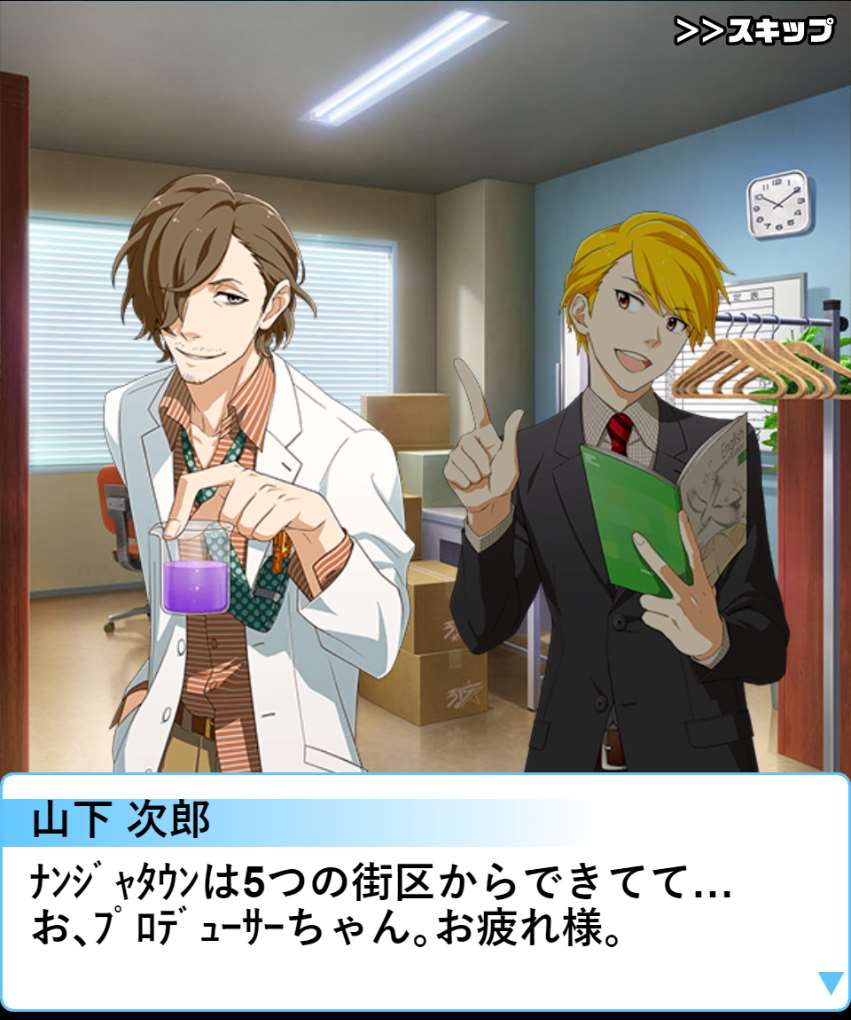 >>スキップ
English
山下 次郎
ﾅﾝｼﾞｬﾀｳﾝは5つの街区からできてて…
お､ﾌﾟﾛﾃﾞｭｰｻｰちゃん｡お疲れ様｡